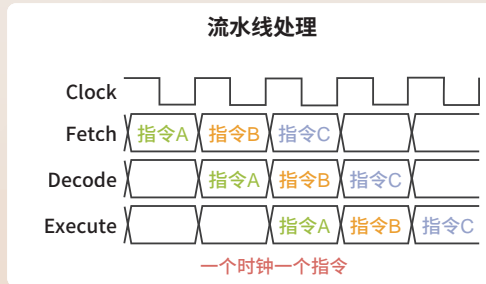 流水线处理
Clock
Fetch 指令A 指令B 指令C
Decode 指令A 指令B 指令C
Execute 指令A 指令B 指令C
一个时钟一个指令